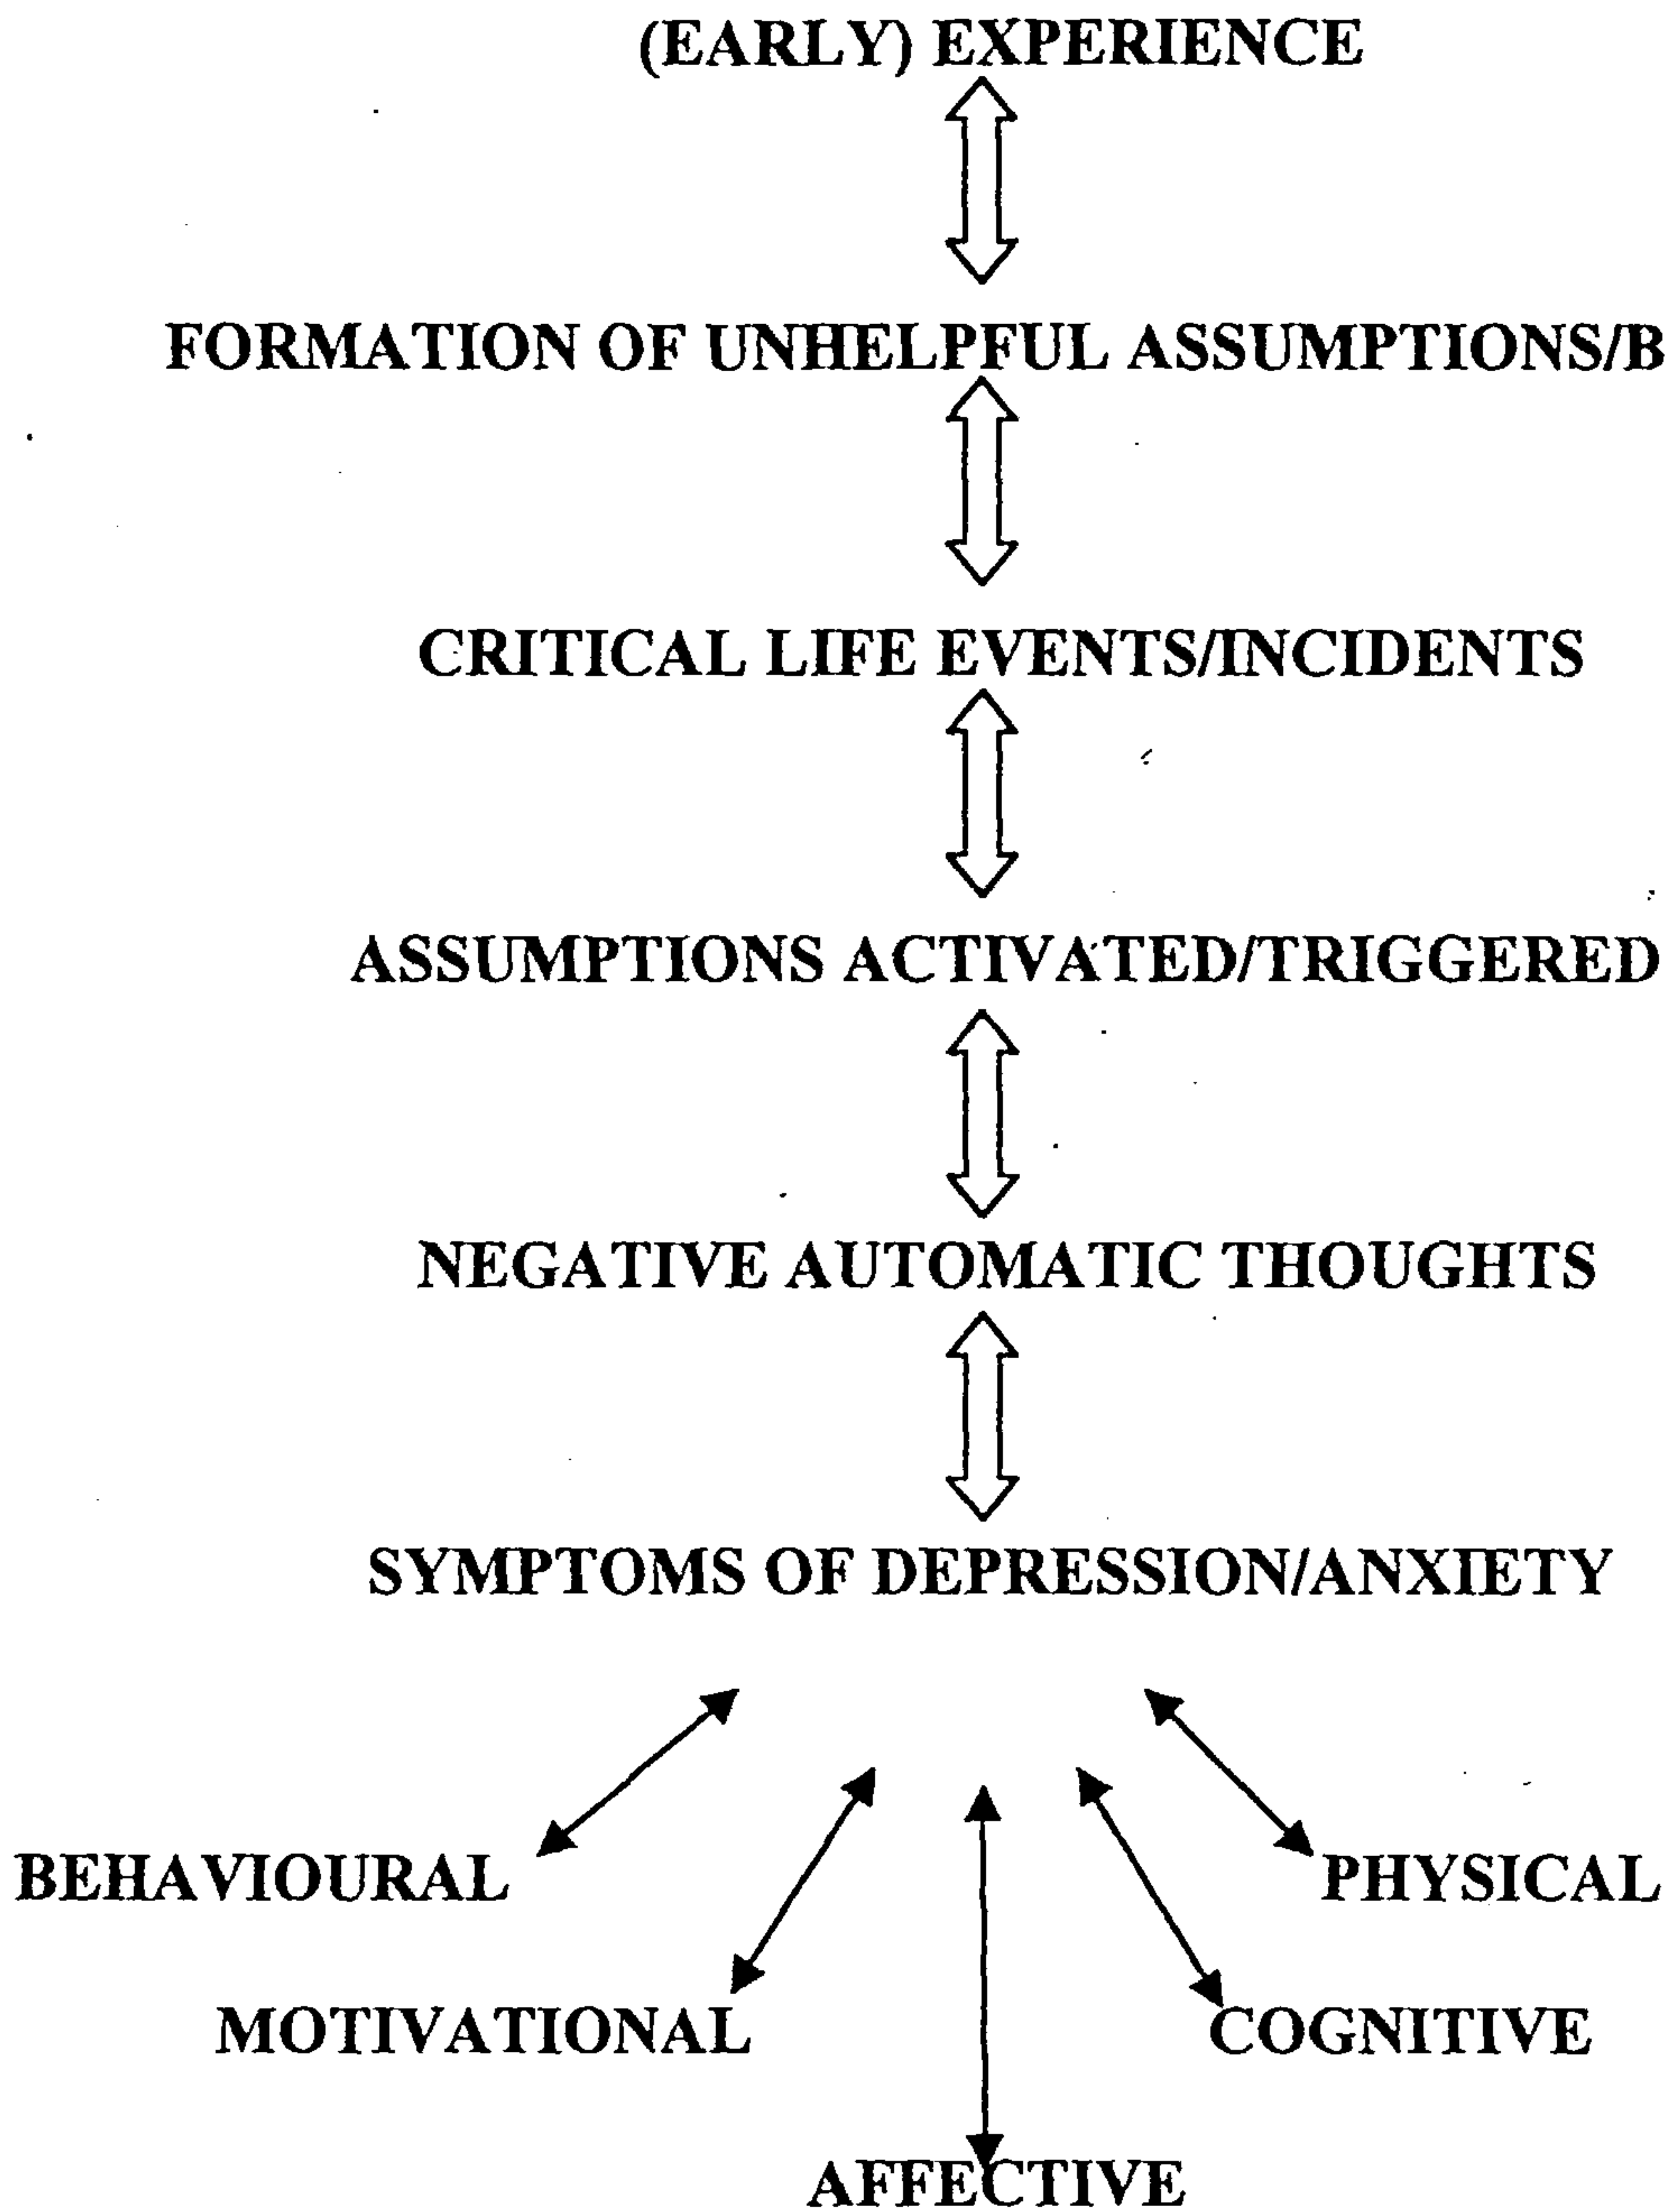 (EARLY) EXPERIENCE
FORMATION OF UNHELPFUL ASSUMPTIONS/B
CRITICAL LIFE EVENTS/INCIDENTS
ASSUMPTIONS ACTIVATED/TRIGGERED
NEGATIVE AUTOMATIC THOUGHTS
SYMPTOMS OF DEPRESSION/ANXIETY
BEHAVIOURAL
PHYSICAL
MOTIVATIONAL
COGNITIVE
AFFECTIVE